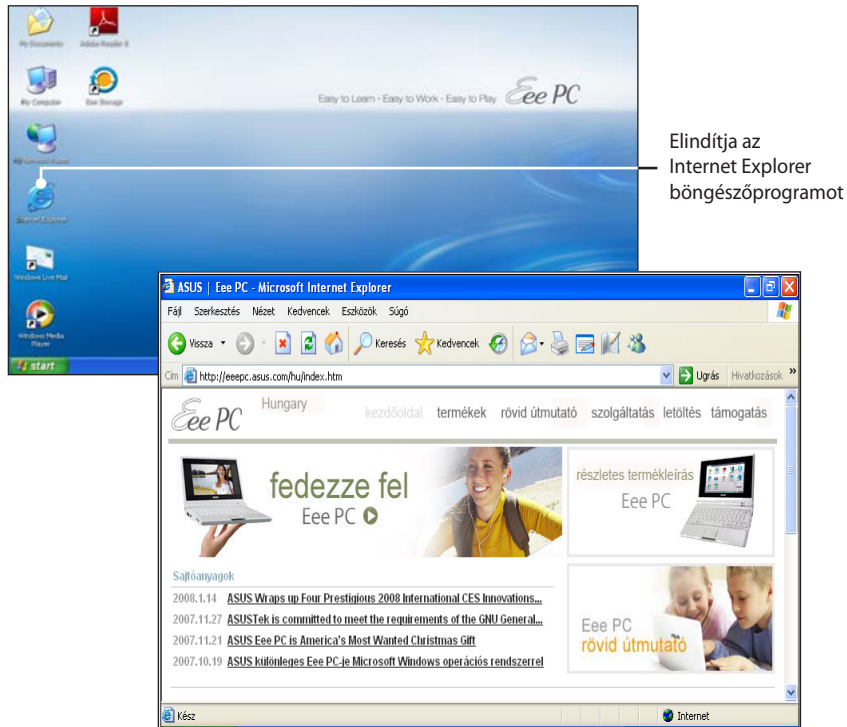 My Documents
Adobe Reader 8
My Computer
Eee Storage
Easy to Learn • Easy to Work • Easy to Play Eee PC
Elindítja az
Internet Explorer
böngészőprogramot
Internet Explorer
Windows Live Mail
Windows Media
Player
start
ASUS | Eee PC - Microsoft Internet Explorer
Fájl Szerkesztés Nézet Kedvencek Eszközök Súgó
Vissza Keresés Kedvencek
Cím http://eeepc.asus.com/hu/index.htm Ugrás Hivatkozások »
Eee PC Hungary kezdőoldal termékek rövid útmutató szolgáltatás letöltés támogatás
fedezze fel
Eee PC
részletes termékleírás
Eee PC
Sajtóanyagok
2008.1.14 ASUS Wraps up Four Prestigious 2008 International CES Innovations...
2007.11.27 ASUSTek is committed to meet the requirements of the GNU General...
2007.11.21 ASUS Eee PC is America's Most Wanted Christmas Gift
2007.10.19 ASUS különleges Eee PC-je Microsoft Windows operációs rendszerrel
Eee PC
rövid útmutató
Kész Internet